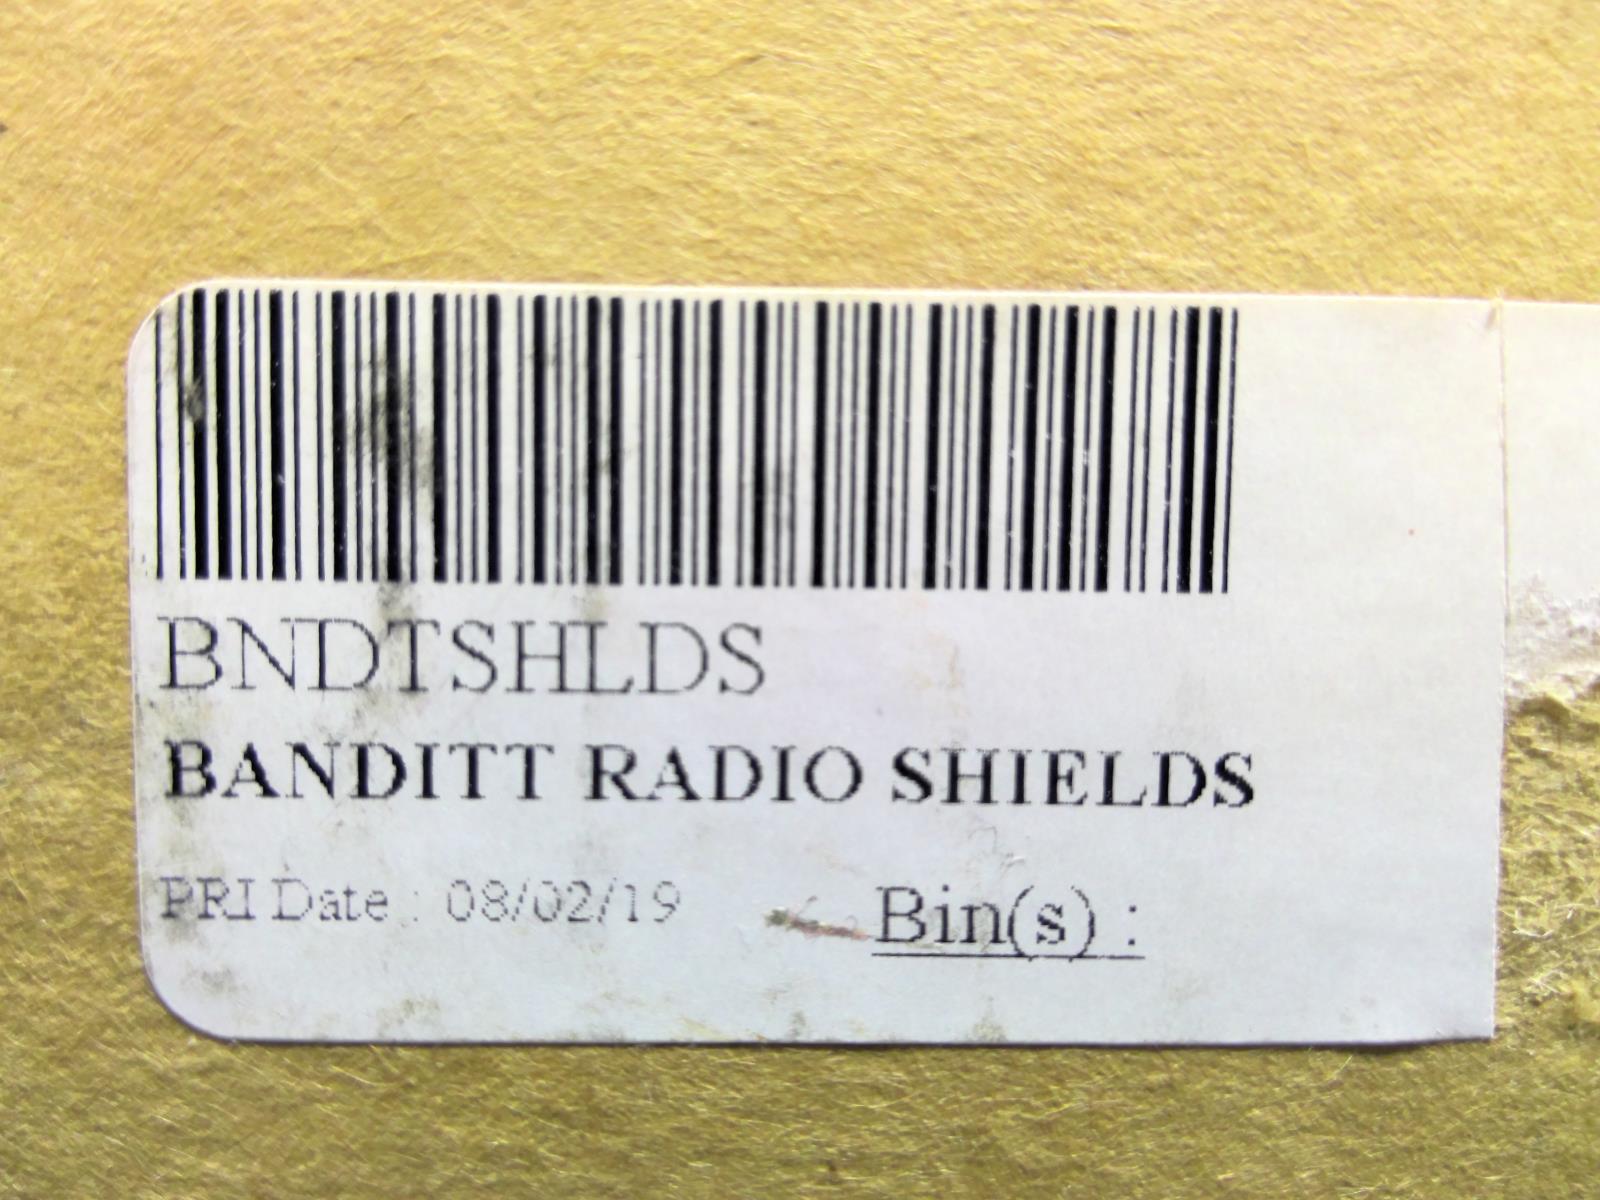 BNDTSHLDS
BANDITT RADIO SHIELDS
PRI Date : 08/02/19 Bin(s) :